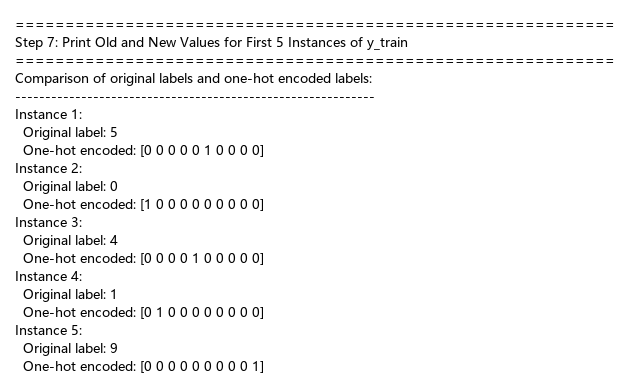 ============================================================
Step 7: Print Old and New Values for First 5 Instances of y_train
============================================================
Comparison of original labels and one-hot encoded labels:
------------------------------------------------------------
Instance 1:
  Original label: 5
  One-hot encoded: [0 0 0 0 0 1 0 0 0 0]
Instance 2:
  Original label: 0
  One-hot encoded: [1 0 0 0 0 0 0 0 0 0]
Instance 3:
  Original label: 4
  One-hot encoded: [0 0 0 0 1 0 0 0 0 0]
Instance 4:
  Original label: 1
  One-hot encoded: [0 1 0 0 0 0 0 0 0 0]
Instance 5:
  Original label: 9
  One-hot encoded: [0 0 0 0 0 0 0 0 0 1]